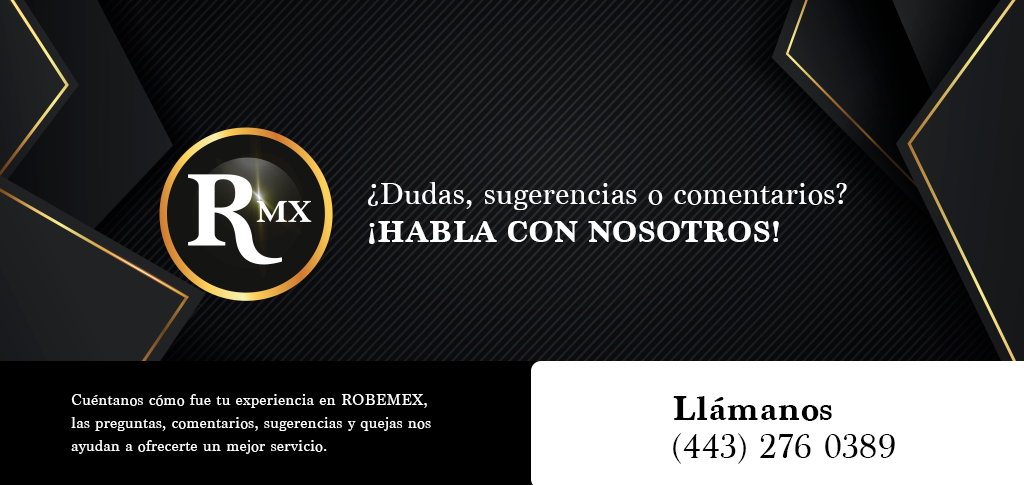 RMX
¿Dudas, sugerencias o comentarios?
¡HABLA CON NOSOTROS!
Cuéntanos cómo fue tu experiencia en ROBEMEX,
las preguntas, comentarios, sugerencias y quejas nos
ayudan a ofrecerte un mejor servicio.
Llámanos
(443) 276 0389